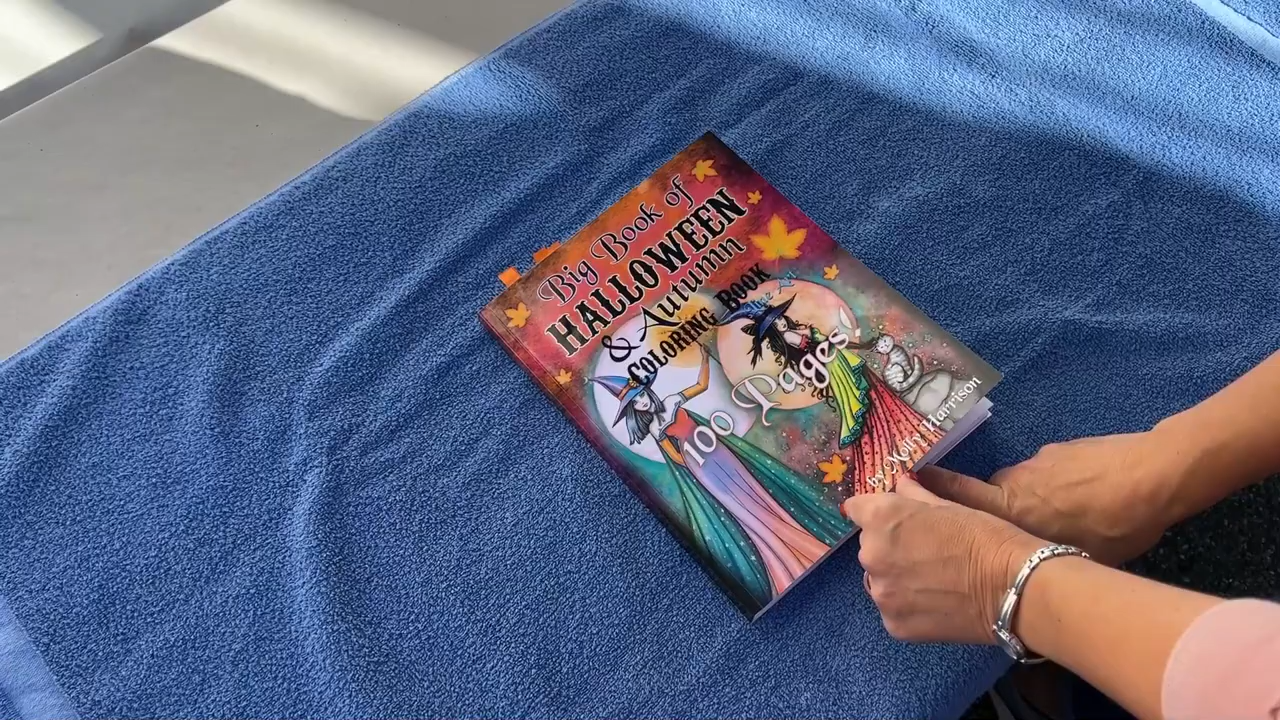 Big Book of
HALLOWEEN
& Autumn
COLORING BOOK
100 Pages!
by Molly Harrison